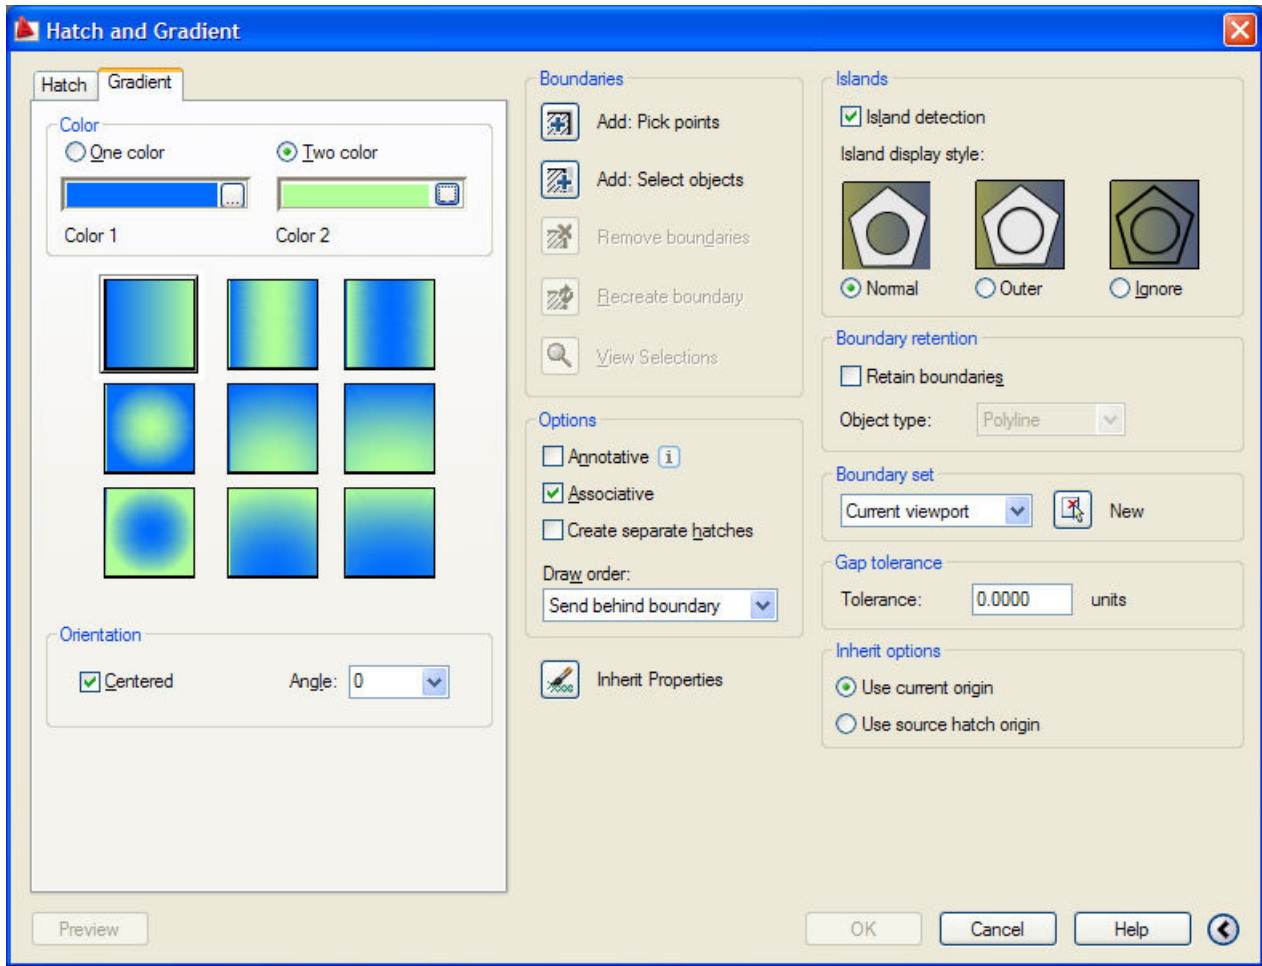 Hatch and Gradient
Hatch
Gradient
Color
One color
Two color
...
Color 1
Color 2
Orientation
Centered
Angle:
0
Boundaries
Add: Pick points
Add: Select objects
Remove boundaries
Recreate boundary
View Selections
Options
Annotative
i
Associative
Create separate hatches
Draw order:
Send behind boundary
Inherit Properties
Islands
Island detection
Island display style:
Normal
Outer
Ignore
Boundary retention
Retain boundaries
Object type:
Polyline
Boundary set
Current viewport
New
Gap tolerance
Tolerance:
0.0000
units
Inherit options
Use current origin
Use source hatch origin
Preview
OK
Cancel
Help